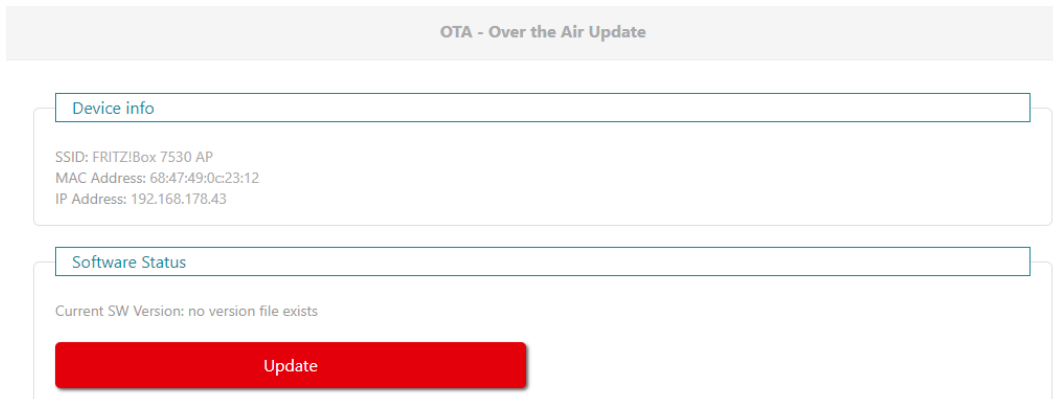 OTA - Over the Air Update
Device info
SSID: FRITZ!Box 7530 AP
MAC Address: 68:47:49:0c:23:12
IP Address: 192.168.178.43
Software Status
Current SW Version: no version file exists
Update